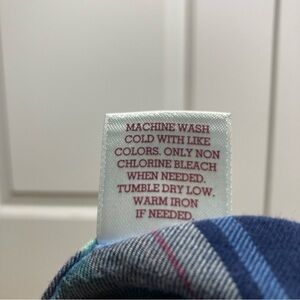 MACHINE WASH
COLD WITH LIKE
COLORS. ONLY NON
CHLORINE BLEACH
WHEN NEEDED.
TUMBLE DRY LOW.
WARM IRON
IF NEEDED.